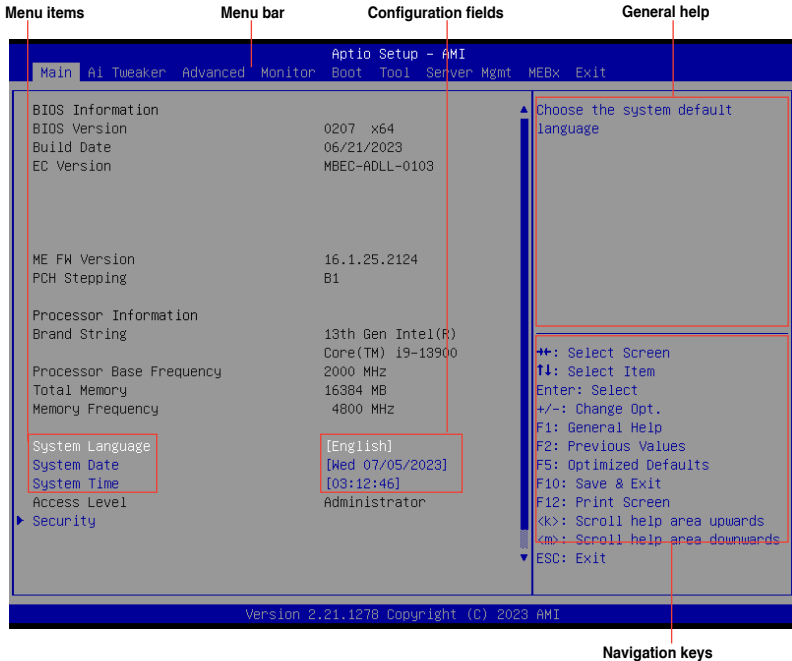 Menu items Menu bar Configuration fields General help
Aptio Setup - AMI
Main Ai Tweaker Advanced Monitor Boot Tool Server Mgmt MEBx Exit
BIOS Information
BIOS Version 0207 x64
Build Date 06/21/2023
EC Version MBEC-ADLL-0103
ME FW Version 16.1.25.2124
PCH Stepping B1
Processor Information
Brand String 13th Gen Intel(R)
Core(TM) i9-13900
Processor Base Frequency 2000 MHz
Total Memory 16384 MB
Memory Frequency 4800 MHz
System Language [English]
System Date [Wed 07/05/2023]
System Time [03:12:46]
Access Level Administrator
Security
Choose the system default
language
→←: Select Screen
↑↓: Select Item
Enter: Select
+/-: Change Opt.
F1: General Help
F2: Previous Values
F5: Optimized Defaults
F10: Save & Exit
F12: Print Screen
<k>: Scroll help area upwards
<m>: Scroll help area downwards
ESC: Exit
Version 2.21.1278 Copyright (C) 2023 AMI
Navigation keys